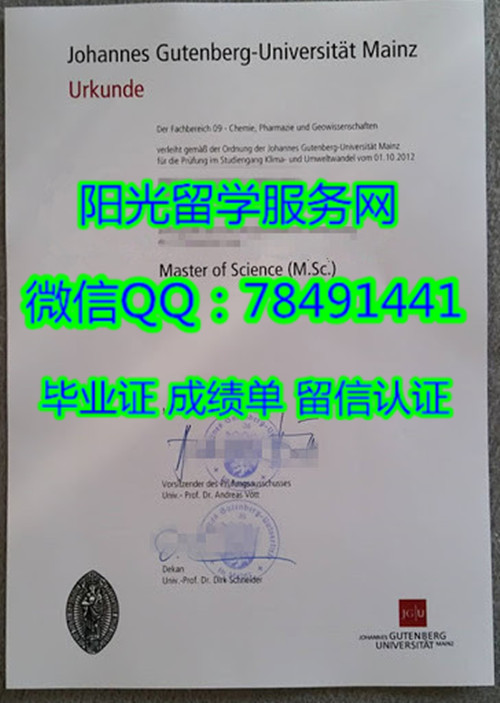 Johannes Gutenberg-Universität Mainz
Urkunde
Der Fachbereich 09 - Chemie, Pharmazie und Geowissenschaften
verleiht gemäß der Ordnung der Johannes Gutenberg-Universität Mainz
für die Prüfung im Studiengang Klima- und Umweltwandel vom 01.10.2012
阳光留学服务网
Master of Science (M.Sc.)
微信QQ：78491441
毕业证 成绩单 留信认证
Vorsitzender des Prüfungsausschusses
Univ.- Prof. Dr. Andreas Vött
Dekan
Univ.-Prof. Dr. Dirk Schneider
JG|U
JOHANNES GUTENBERG
UNIVERSITÄT MAINZ